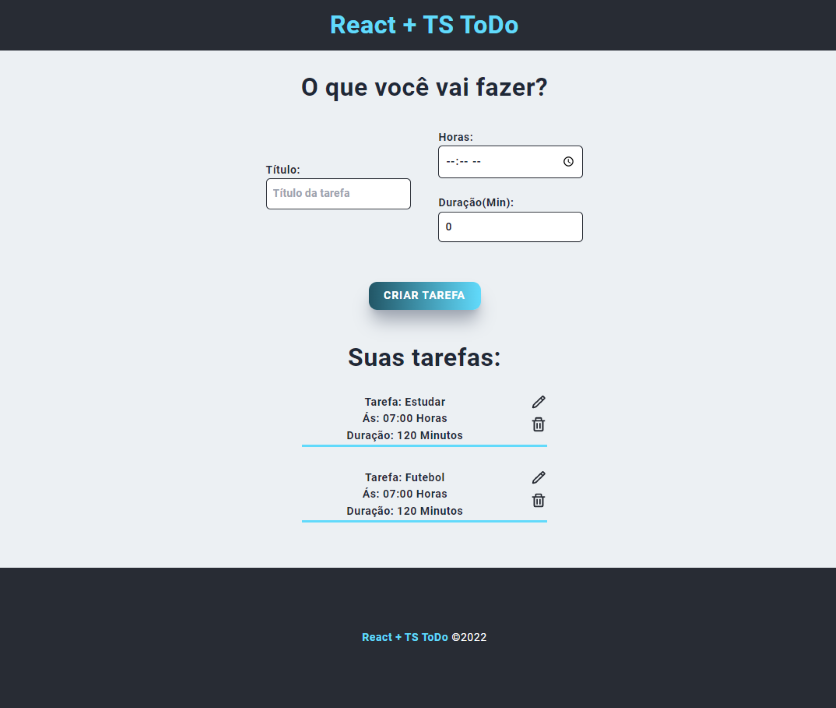 React + TS ToDo
O que você vai fazer?
Título:
Título da tarefa
Horas:
--:-- --
Duração(Min):
0
CRIAR TAREFA
Suas tarefas:
Tarefa: Estudar
Ás: 07:00 Horas
Duração: 120 Minutos
Tarefa: Futebol
Ás: 07:00 Horas
Duração: 120 Minutos
React + TS ToDo ©2022